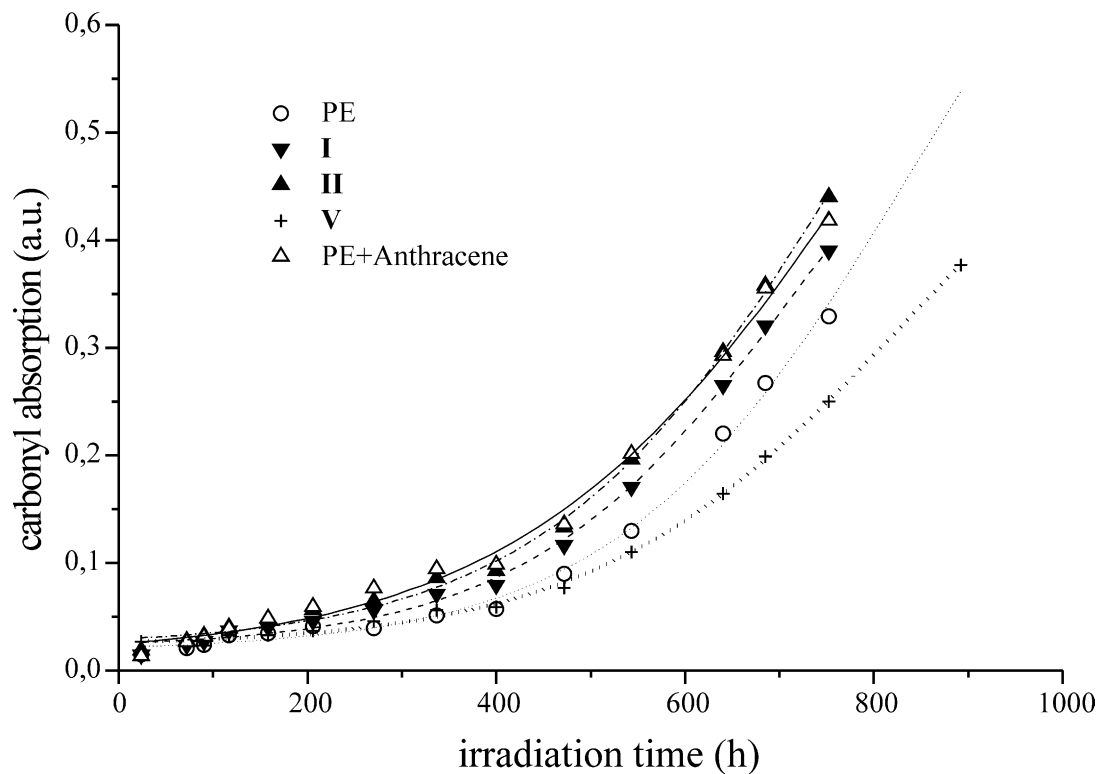 0,6
0,5
0,4
0,3
0,2
0,1
0,0
carbonyl absorption (a.u.)
PE
I
II
V
PE+Anthracene
0 200 400 600 800 1000
irradiation time (h)